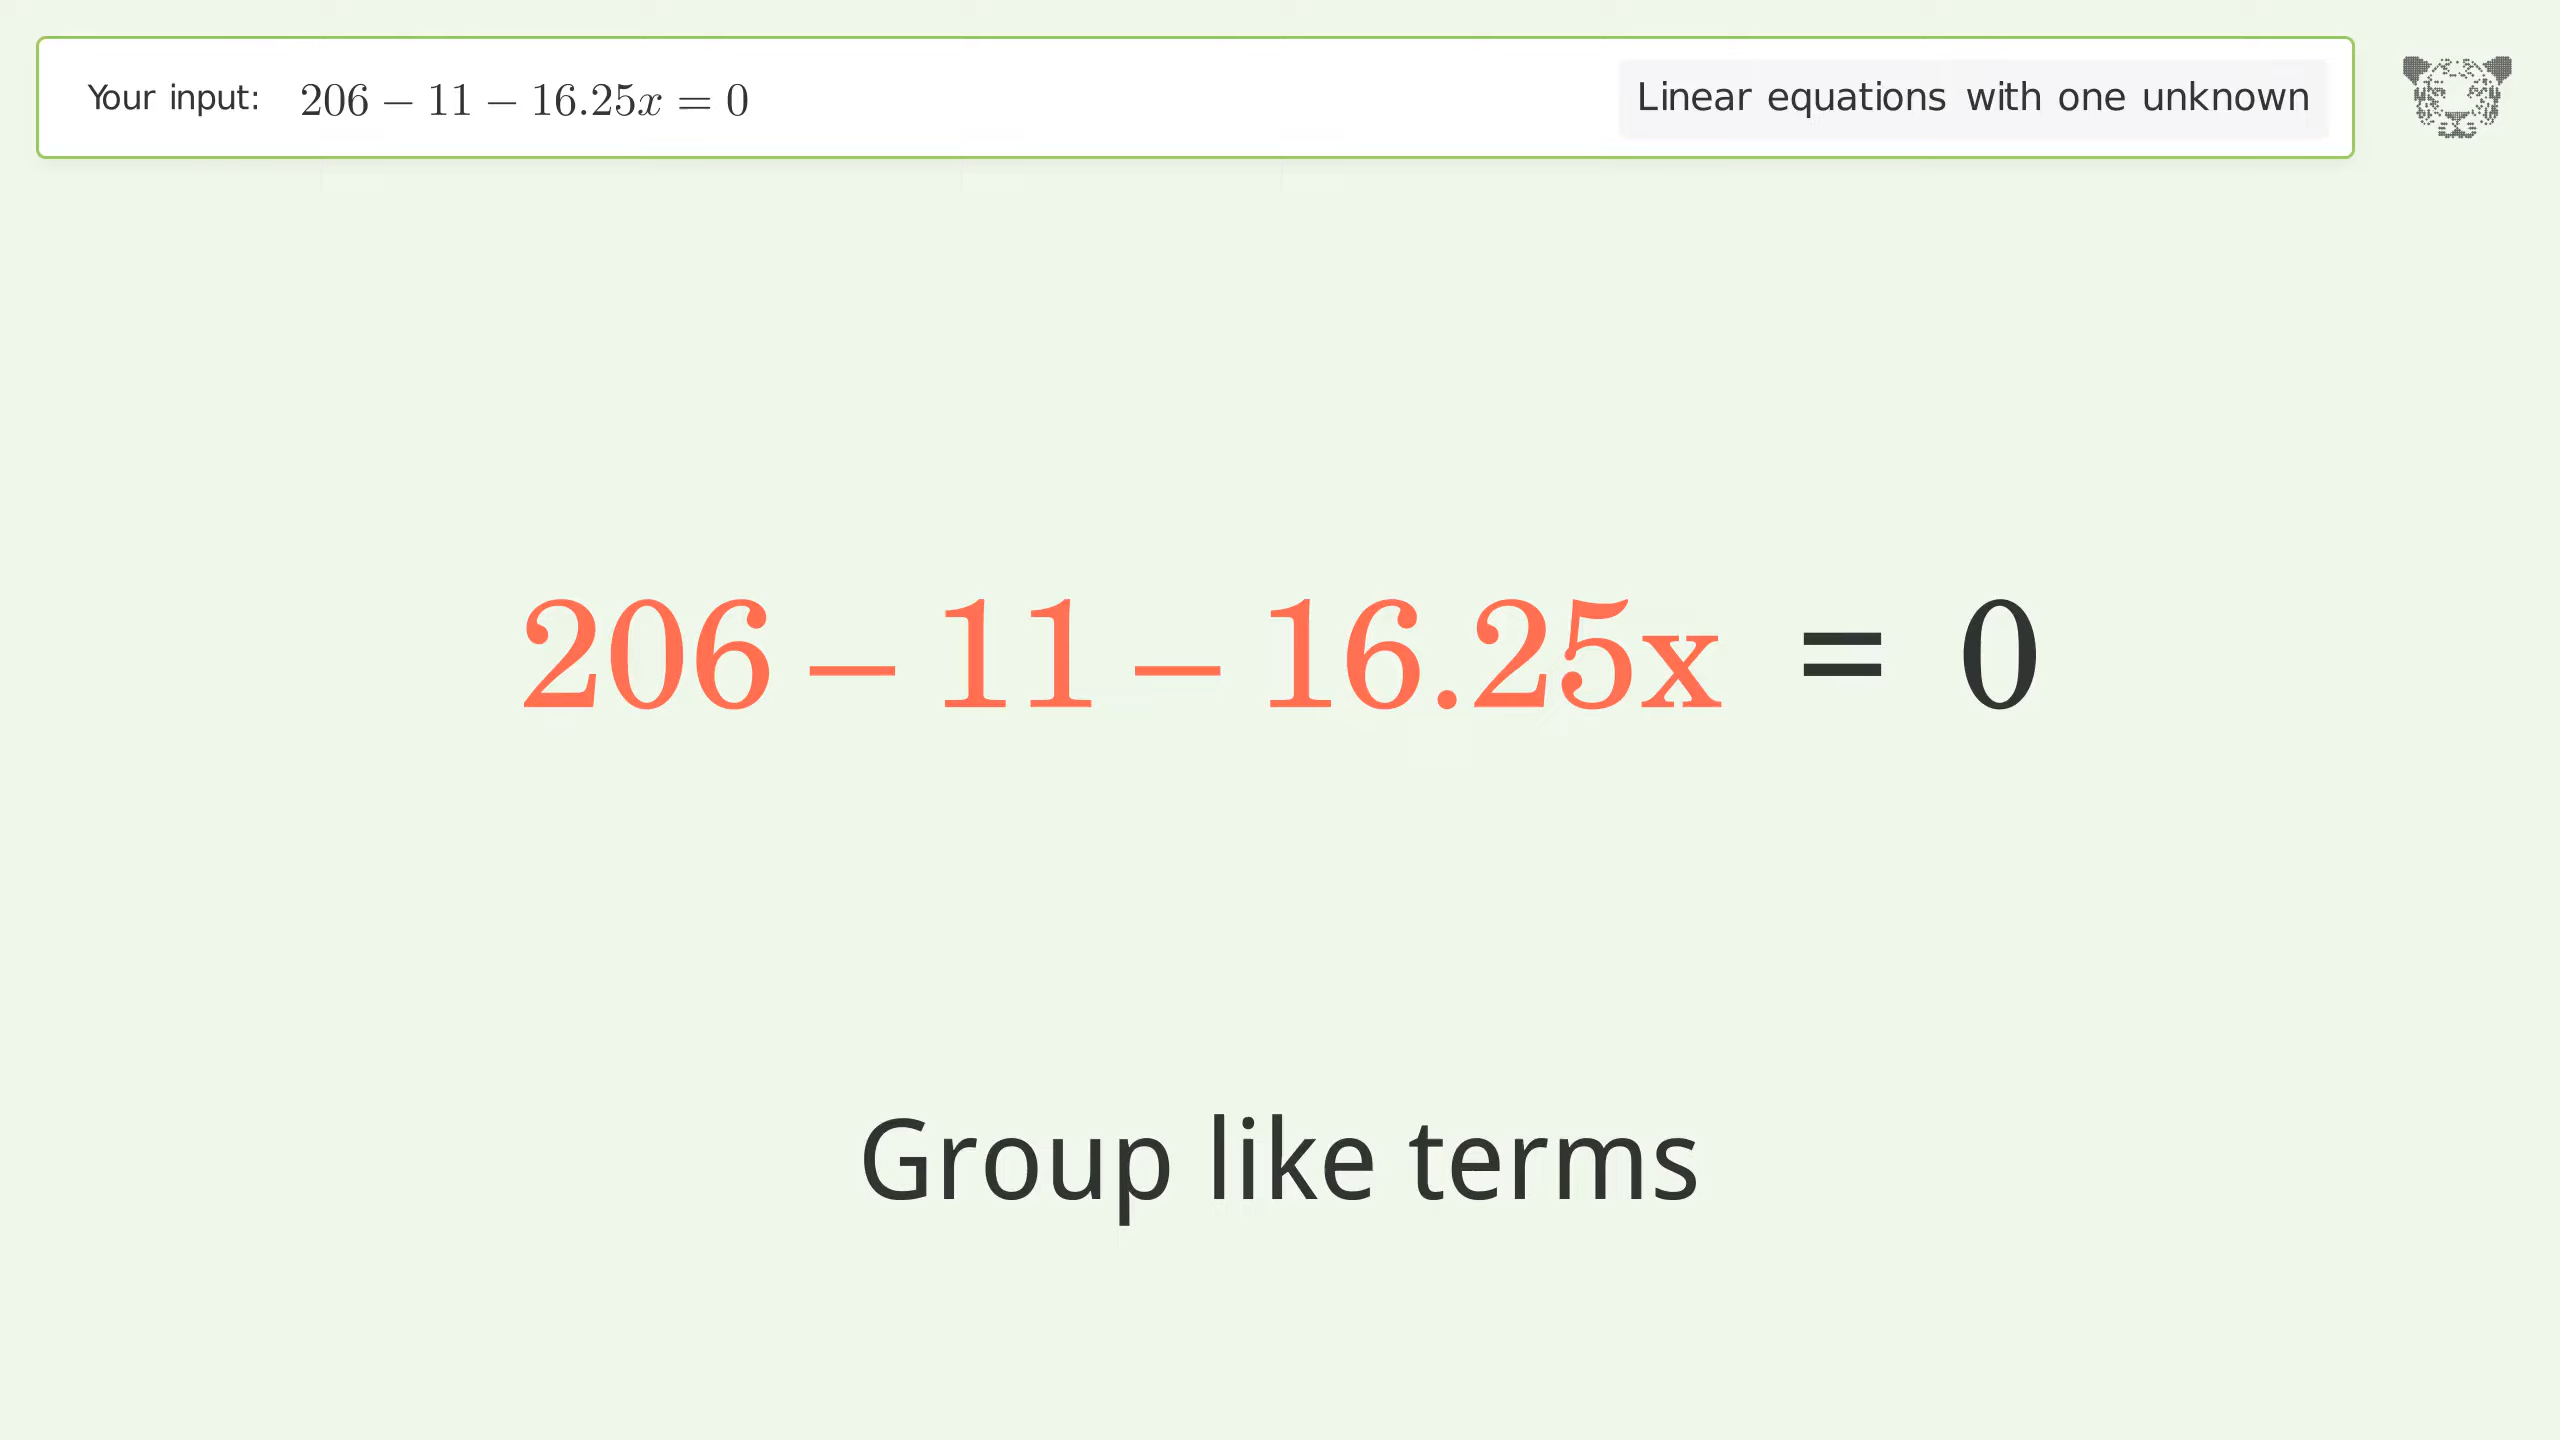 Your input: 206 − 11 − 16.25x = 0 Linear equations with one unknown
206 − 11 − 16.25x = 0
Group like terms